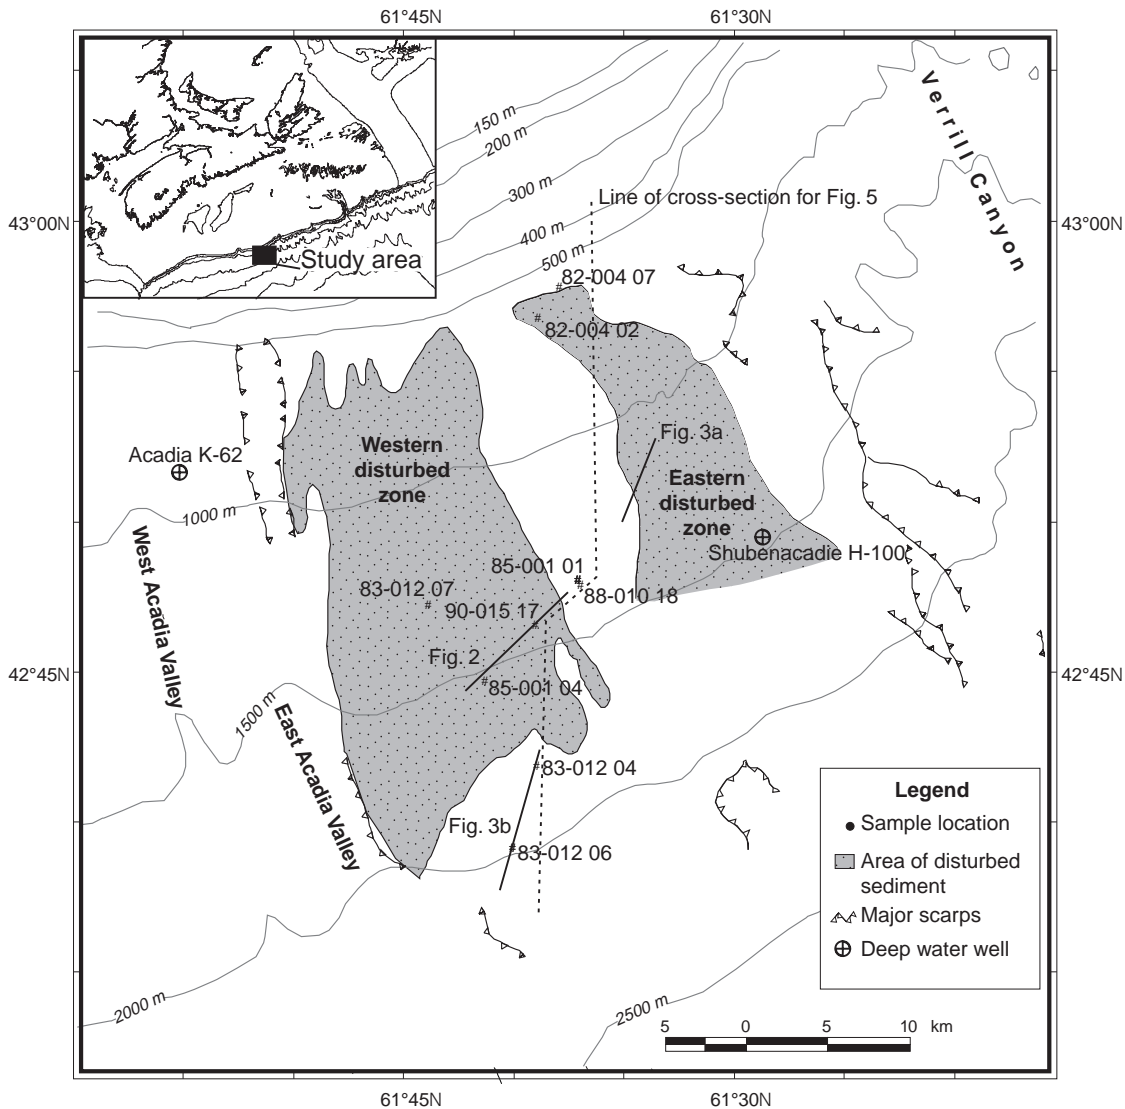 61°45N
61°30N
150 m
200 m
300 m
400 m
500 m
Verrill Canyon
Line of cross-section for Fig. 5
43°00N
43°00N
Study area
82-004 07
82-004 02
Western
disturbed
zone
Fig. 3a
Eastern
disturbed
zone
Acadia K-62
1000 m
Shubenacadie H-100
85-001 01
83-012 07
88-010 18
90-015 17
West Acadia Valley
Fig. 2
42°45N
42°45N
85-001 04
1500 m
East Acadia Valley
83-012 04
Fig. 3b
83-012 06
Legend
Sample location
Area of disturbed
sediment
Major scarps
Deep water well
2000 m
2500 m
5 0 5 10 km
61°45N
61°30N